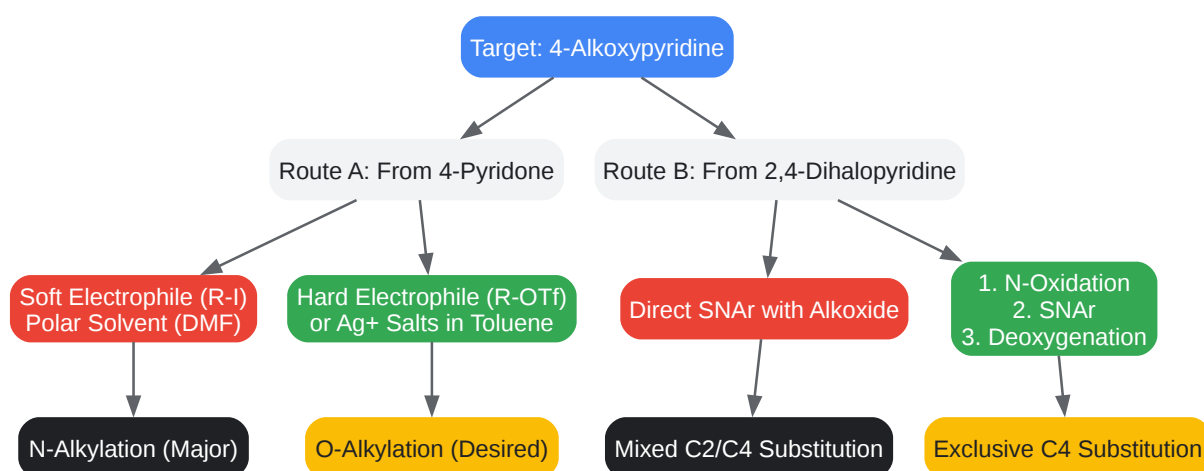 Target: 4-Alkoxypyridine
Route A: From 4-Pyridone
Route B: From 2,4-Dihalopyridine
Soft Electrophile (R-I)
Polar Solvent (DMF)
Hard Electrophile (R-OTf)
or Ag+ Salts in Toluene
Direct SNAr with Alkoxide
1. N-Oxidation
2. SNAr
3. Deoxygenation
N-Alkylation (Major)
O-Alkylation (Desired)
Mixed C2/C4 Substitution
Exclusive C4 Substitution